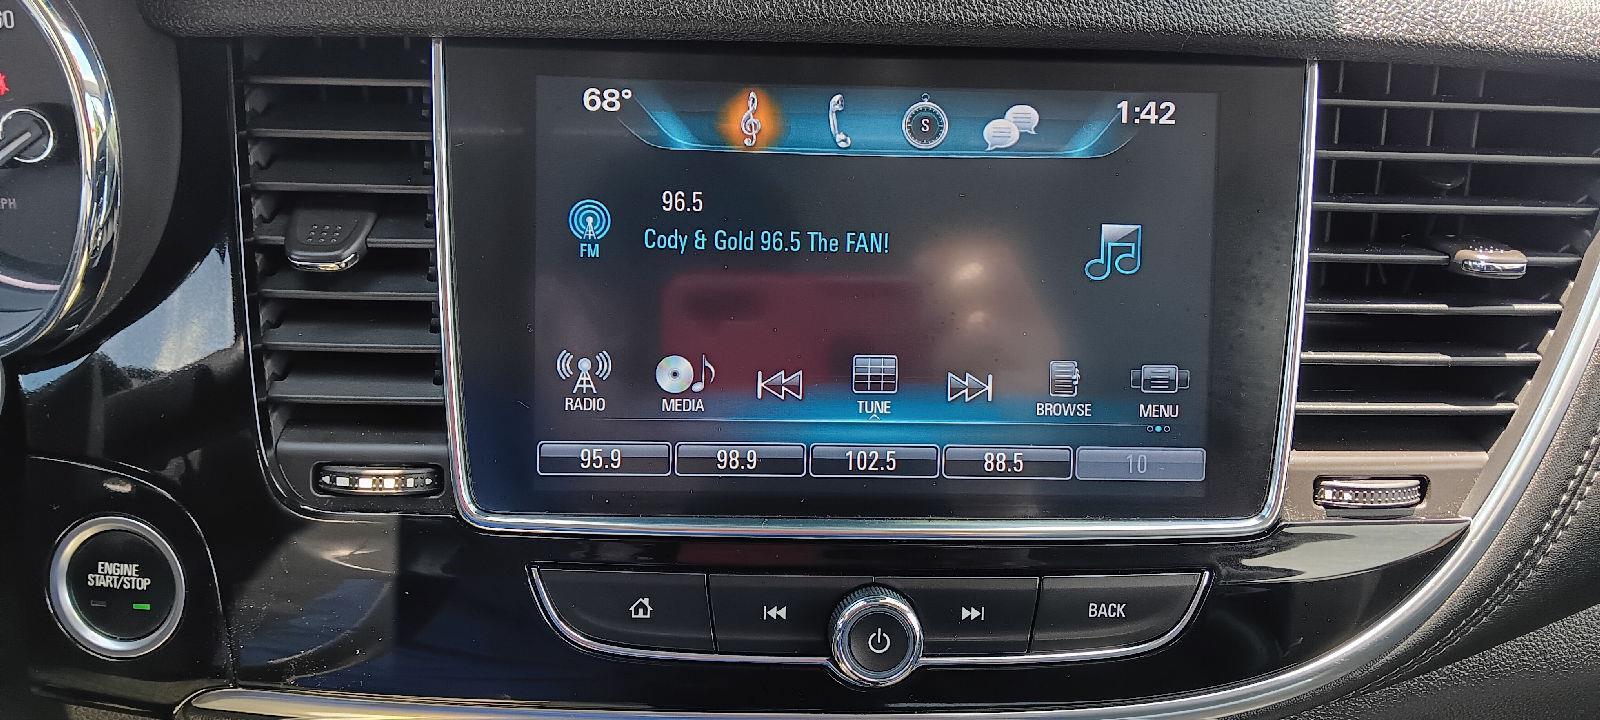 68°
S
1:42
96.5
FM
Cody & Gold 96.5 The FAN!
RADIO
MEDIA
TUNE
BROWSE
MENU
95.9
98.9
102.5
88.5
10
ENGINE
START/STOP
BACK